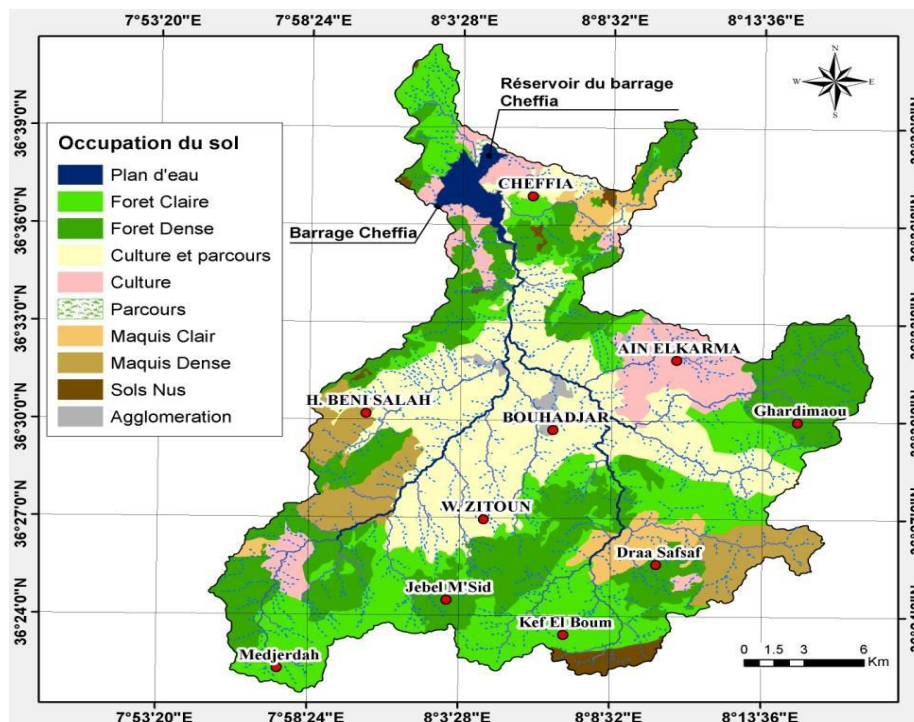 7°53'20"E 7°58'24"E 8°3'28"E 8°8'32"E 8°13'36"E
Réservoir du barrage
Cheffia
N
W E
S
36°39'0"N
36°36'0"N
36°33'0"N
36°30'0"N
36°27'0"N
36°24'0"N
Occupation du sol
Plan d'eau
Foret Claire
Foret Dense
Culture et parcours
Culture
Parcours
Maquis Clair
Maquis Dense
Sols Nus
Agglomeration
CHEFFIA
Barrage Cheffia
AIN ELKARMA
H. BENI SALAH
BOUHADJAR
Ghardimaou
W. ZITOUN
Draa Safsaf
Jebel M'Sid
Kef El Boum
Medjerdah
0 1.5 3 6
Km
7°53'20"E 7°58'24"E 8°3'28"E 8°8'32"E 8°13'36"E